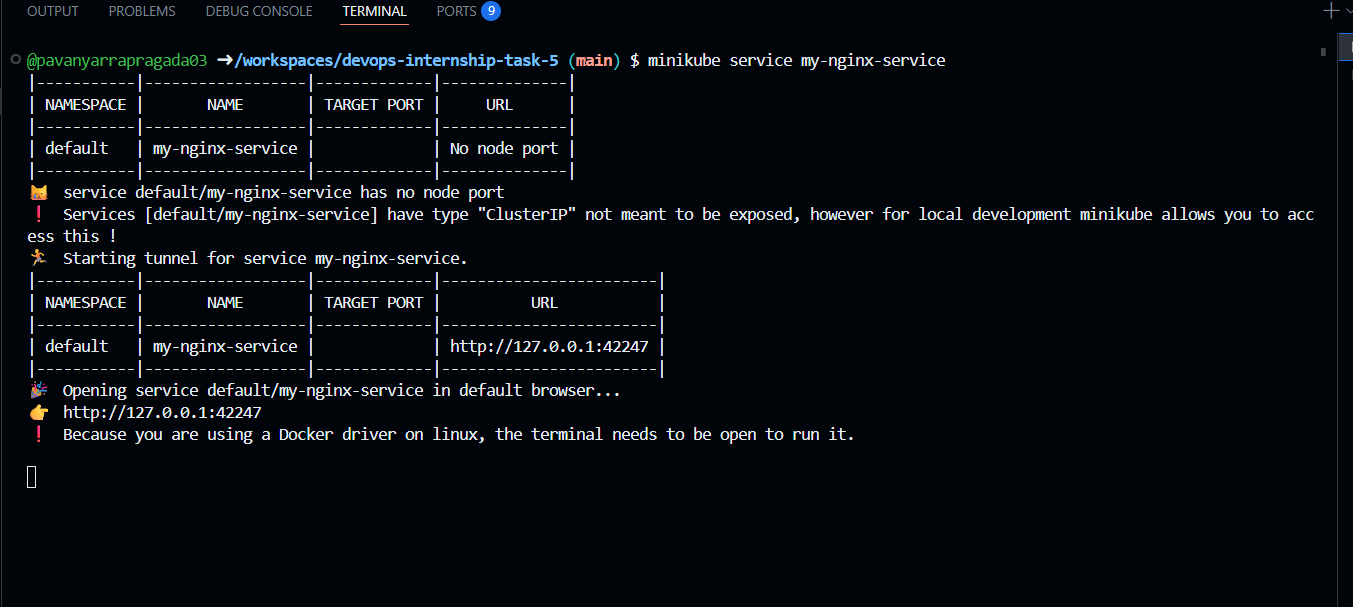 OUTPUT PROBLEMS DEBUG CONSOLE TERMINAL PORTS 9
@pavanyarrapragada03 ➜/workspaces/devops-internship-task-5 (main) $ minikube service my-nginx-service
|-----------|------------------|-------------|--------------|
| NAMESPACE |       NAME       | TARGET PORT |     URL      |
|-----------|------------------|-------------|--------------|
| default   | my-nginx-service |             | No node port |
|-----------|------------------|-------------|--------------|
😿 service default/my-nginx-service has no node port
❗ Services [default/my-nginx-service] have type "ClusterIP" not meant to be exposed, however for local development minikube allows you to acc
ess this !
🏃 Starting tunnel for service my-nginx-service.
|-----------|------------------|-------------|------------------------|
| NAMESPACE |       NAME       | TARGET PORT |          URL           |
|-----------|------------------|-------------|------------------------|
| default   | my-nginx-service |             | http://127.0.0.1:42247 |
|-----------|------------------|-------------|------------------------|
🎉 Opening service default/my-nginx-service in default browser...
👉 http://127.0.0.1:42247
❗ Because you are using a Docker driver on linux, the terminal needs to be open to run it.